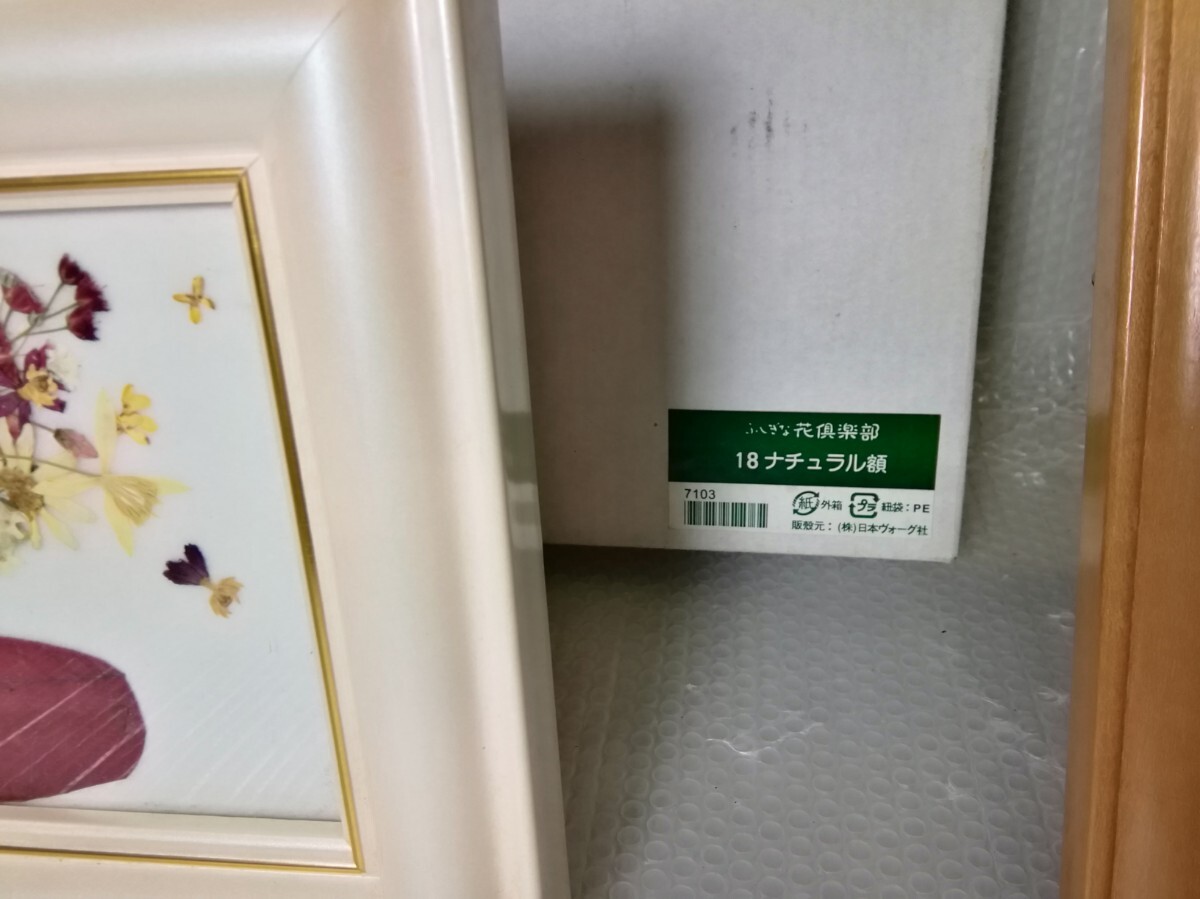 ふしぎな花倶楽部
18ナチュラル額
7103
紙 外箱 プラ 紐袋：PE
販殻元：(株)日本ヴォーグ社